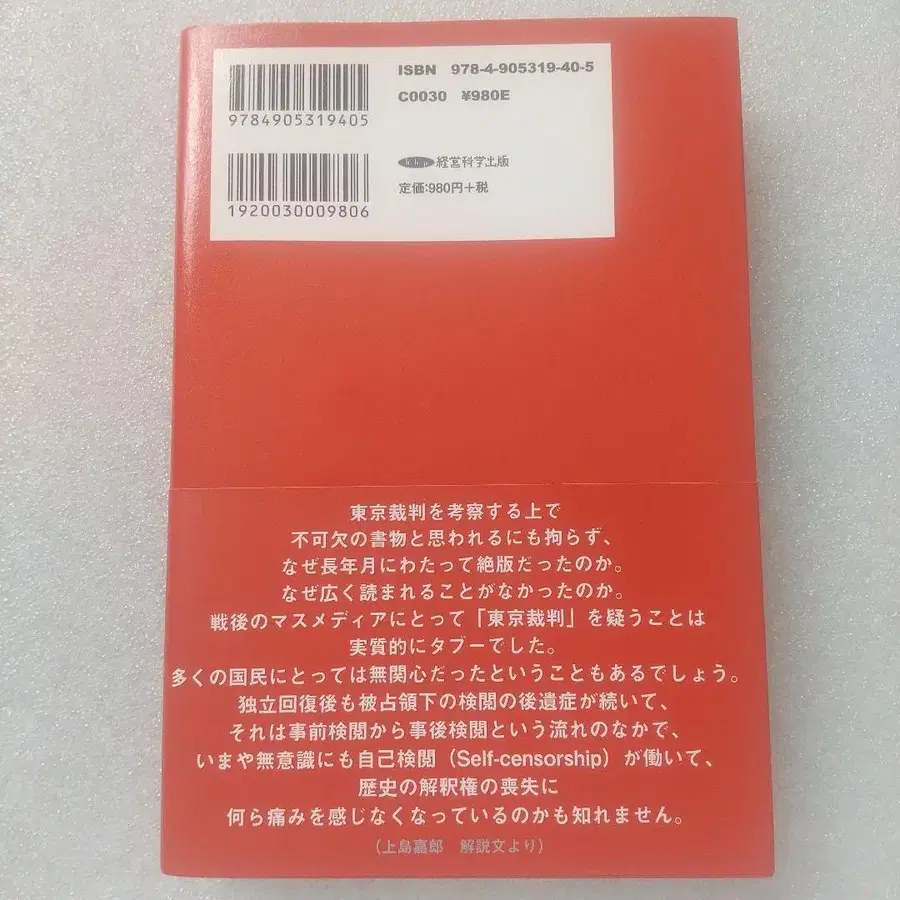 ISBN 978-4-905319-40-5
C0030 ¥980E
9784905319405
経営科学出版
定価:980円+税
1920030009806
東京裁判を考察する上で
不可欠の書物と思われるにも拘らず、
なぜ長年月にわたって絶版だったのか。
なぜ広く読まれることがなかったのか。
戦後のマスメディアにとって「東京裁判」を疑うことは
実質的にタブーでした。
多くの国民にとっては無関心だったということもあるでしょう。
独立回復後も被占領下の検閲の後遺症が続いて、
それは事前検閲から事後検閲という流れのなかで、
いまや無意識にも自己検閲(Self-censorship)が働いて、
歴史の解釈権の喪失に
何ら痛みを感じなくなっているのかも知れません。
(上島嘉郎 解説文より)